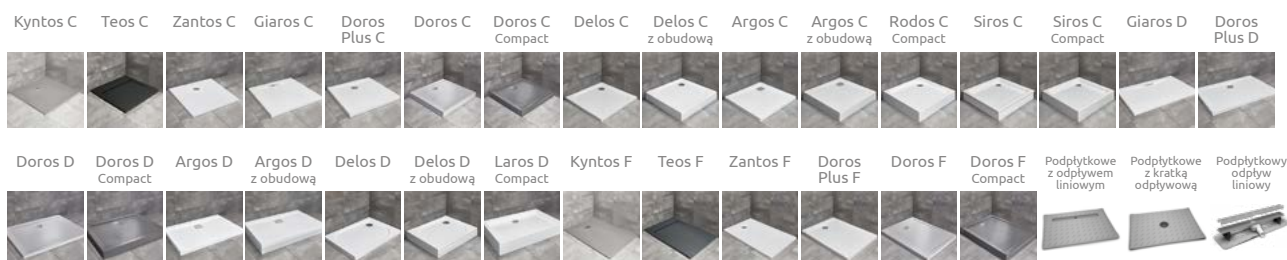 Kyntos C
Teos C
Zantos C
Giaros C
Doros
Plus C
Doros C
Doros C
Compact
Delos C
Delos C
z obudową
Argos C
Argos C
z obudową
Rodos C
Compact
Siros C
Siros C
Compact
Giaros D
Doros
Plus D
Doros D
Doros D
Compact
Argos D
Argos D
z obudową
Delos D
Delos D
z obudową
Laros D
Compact
Kyntos F
Teos F
Zantos F
Doros
Plus F
Doros F
Doros F
Compact
Podpłytkowe
z odpływem
liniowym
Podpłytkowe
z kratką
odpływową
Podpłytkowy
odpływ
liniowy